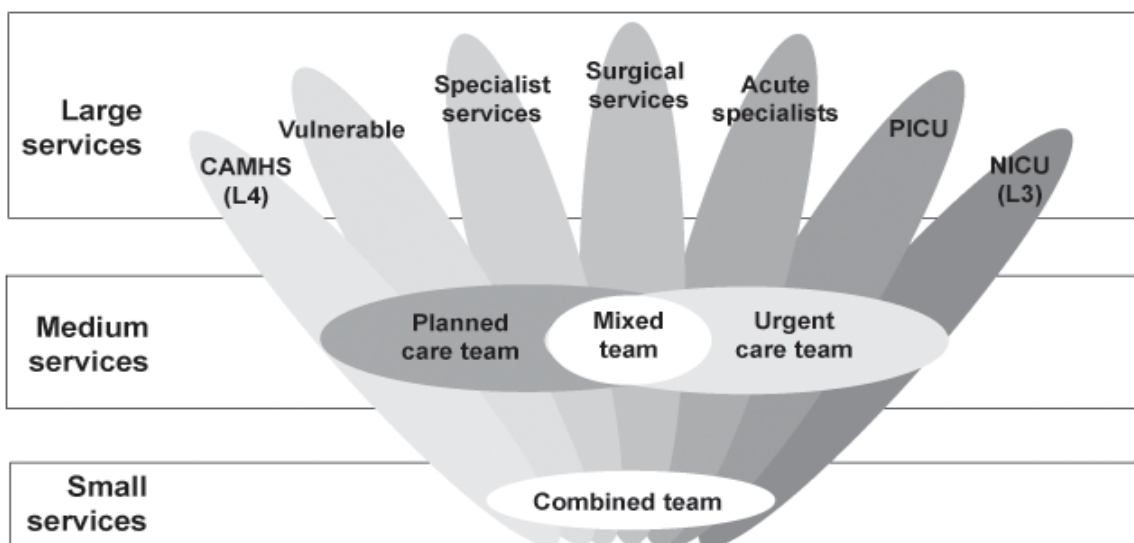 Large
services
CAMHS
(L4)
Vulnerable
Specialist
services
Surgical
services
Acute
specialists
PICU
NICU
(L3)
Medium
services
Planned
care team
Mixed
team
Urgent
care team
Small
services
Combined team